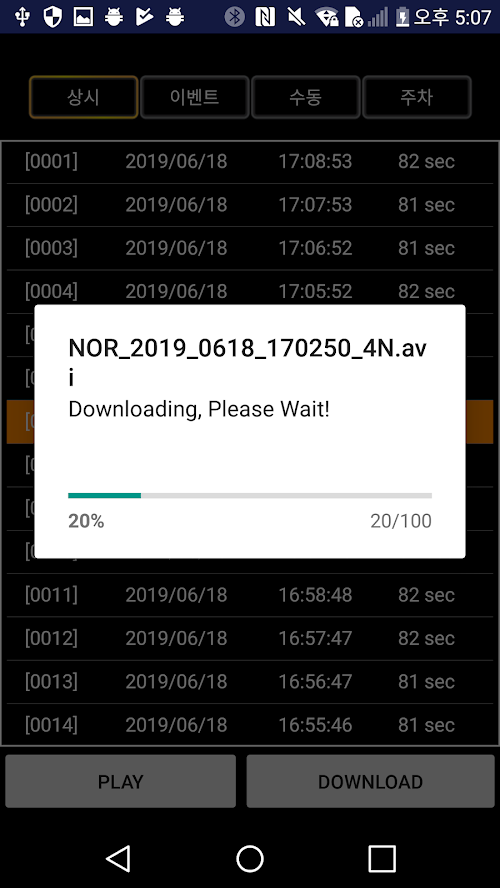 오후 5:07
상시 이벤트 수동 주차
[0001] 2019/06/18 17:08:53 82 sec
[0002] 2019/06/18 17:07:53 81 sec
[0003] 2019/06/18 17:06:52 81 sec
[0004] 2019/06/18 17:05:52 82 sec
NOR_2019_0618_170250_4N.av
i
Downloading, Please Wait!
20% 20/100
[0011] 2019/06/18 16:58:48 82 sec
[0012] 2019/06/18 16:57:47 82 sec
[0013] 2019/06/18 16:56:47 81 sec
[0014] 2019/06/18 16:55:46 81 sec
PLAY DOWNLOAD